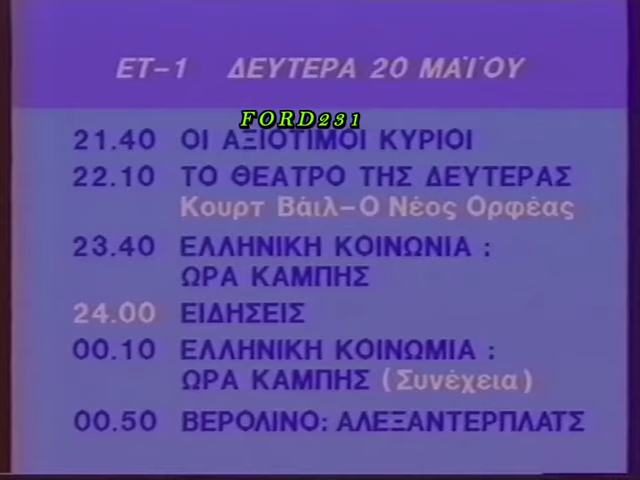 ΕΤ-1 ΔΕΥΤΕΡΑ 20 ΜΑΪΟΥ
FORD231
21.40 ΟΙ ΑΞΙΟΤΙΜΟΙ ΚΥΡΙΟΙ
22.10 ΤΟ ΘΕΑΤΡΟ ΤΗΣ ΔΕΥΤΕΡΑΣ
Κουρτ Βάιλ-Ο Νέος Ορφέας
23.40 ΕΛΛΗΝΙΚΗ ΚΟΙΝΩΝΙΑ :
ΩΡΑ ΚΑΜΠΗΣ
24.00 ΕΙΔΗΣΕΙΣ
00.10 ΕΛΛΗΝΙΚΗ ΚΟΙΝΩΜΙΑ :
ΩΡΑ ΚΑΜΠΗΣ (Συνέχεια)
00.50 ΒΕΡΟΛΙΝΟ: ΑΛΕΞΑΝΤΕΡΠΛΑΤΣ